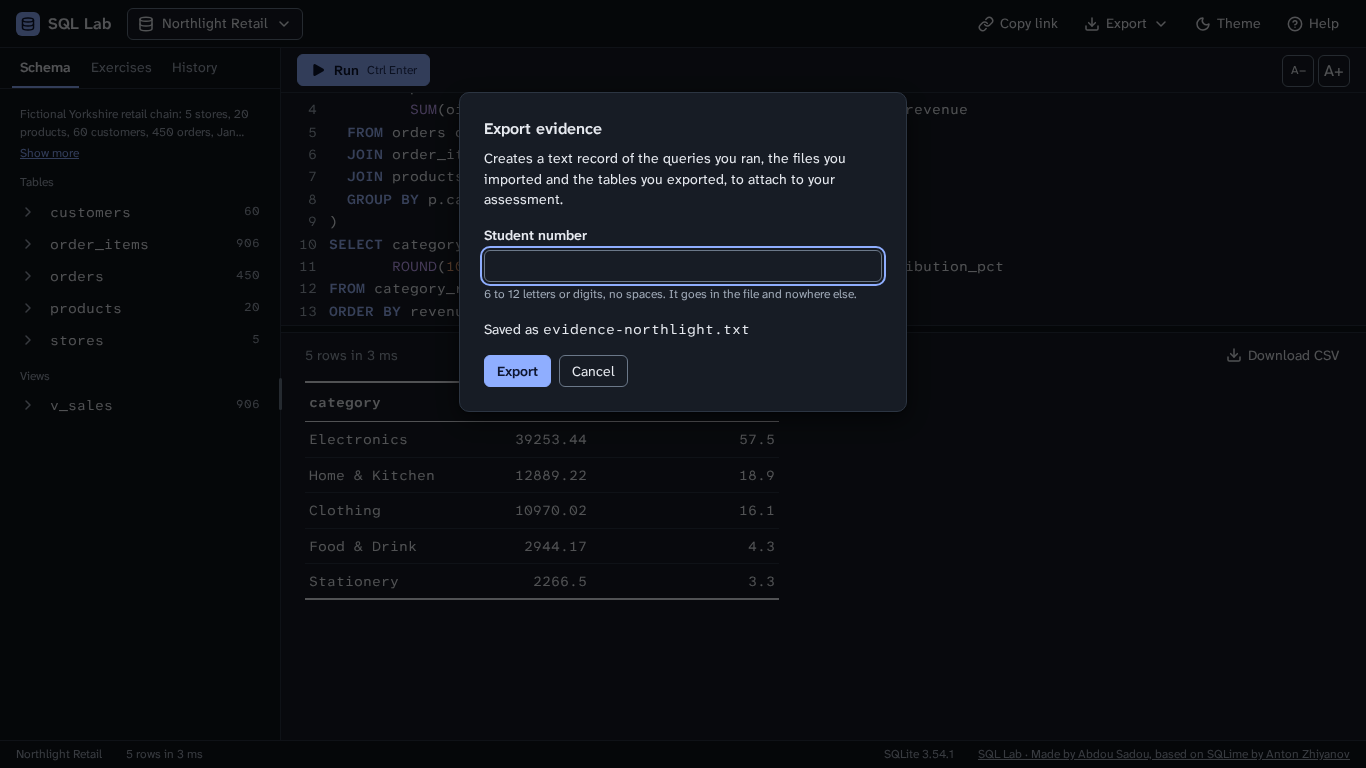 SQL Lab
Northlight Retail
Copy link
Export
Theme
Help
Schema
Exercises
History
Run Ctrl Enter
A−
A+
Fictional Yorkshire retail chain: 5 stores, 20
products, 60 customers, 450 orders, Jan…
Show more
Tables
customers 60
order_items 906
orders 450
products 20
stores 5
Views
v_sales 906
4 SUM(oi revenue
5 FROM orders
6 JOIN order_it
7 JOIN products
8 GROUP BY p.ca
9 )
10 SELECT category
11 ROUND(10 ibution_pct
12 FROM category_r
13 ORDER BY revenu
Export evidence
Creates a text record of the queries you ran, the files you
imported and the tables you exported, to attach to your
assessment.
Student number
6 to 12 letters or digits, no spaces. It goes in the file and nowhere else.
Saved as evidence-northlight.txt
Export
Cancel
5 rows in 3 ms
Download CSV
category
Electronics 39253.44 57.5
Home & Kitchen 12889.22 18.9
Clothing 10970.02 16.1
Food & Drink 2944.17 4.3
Stationery 2266.5 3.3
Northlight Retail
5 rows in 3 ms
SQLite 3.54.1
SQL Lab · Made by Abdou Sadou, based on SQLime by Anton Zhiyanov